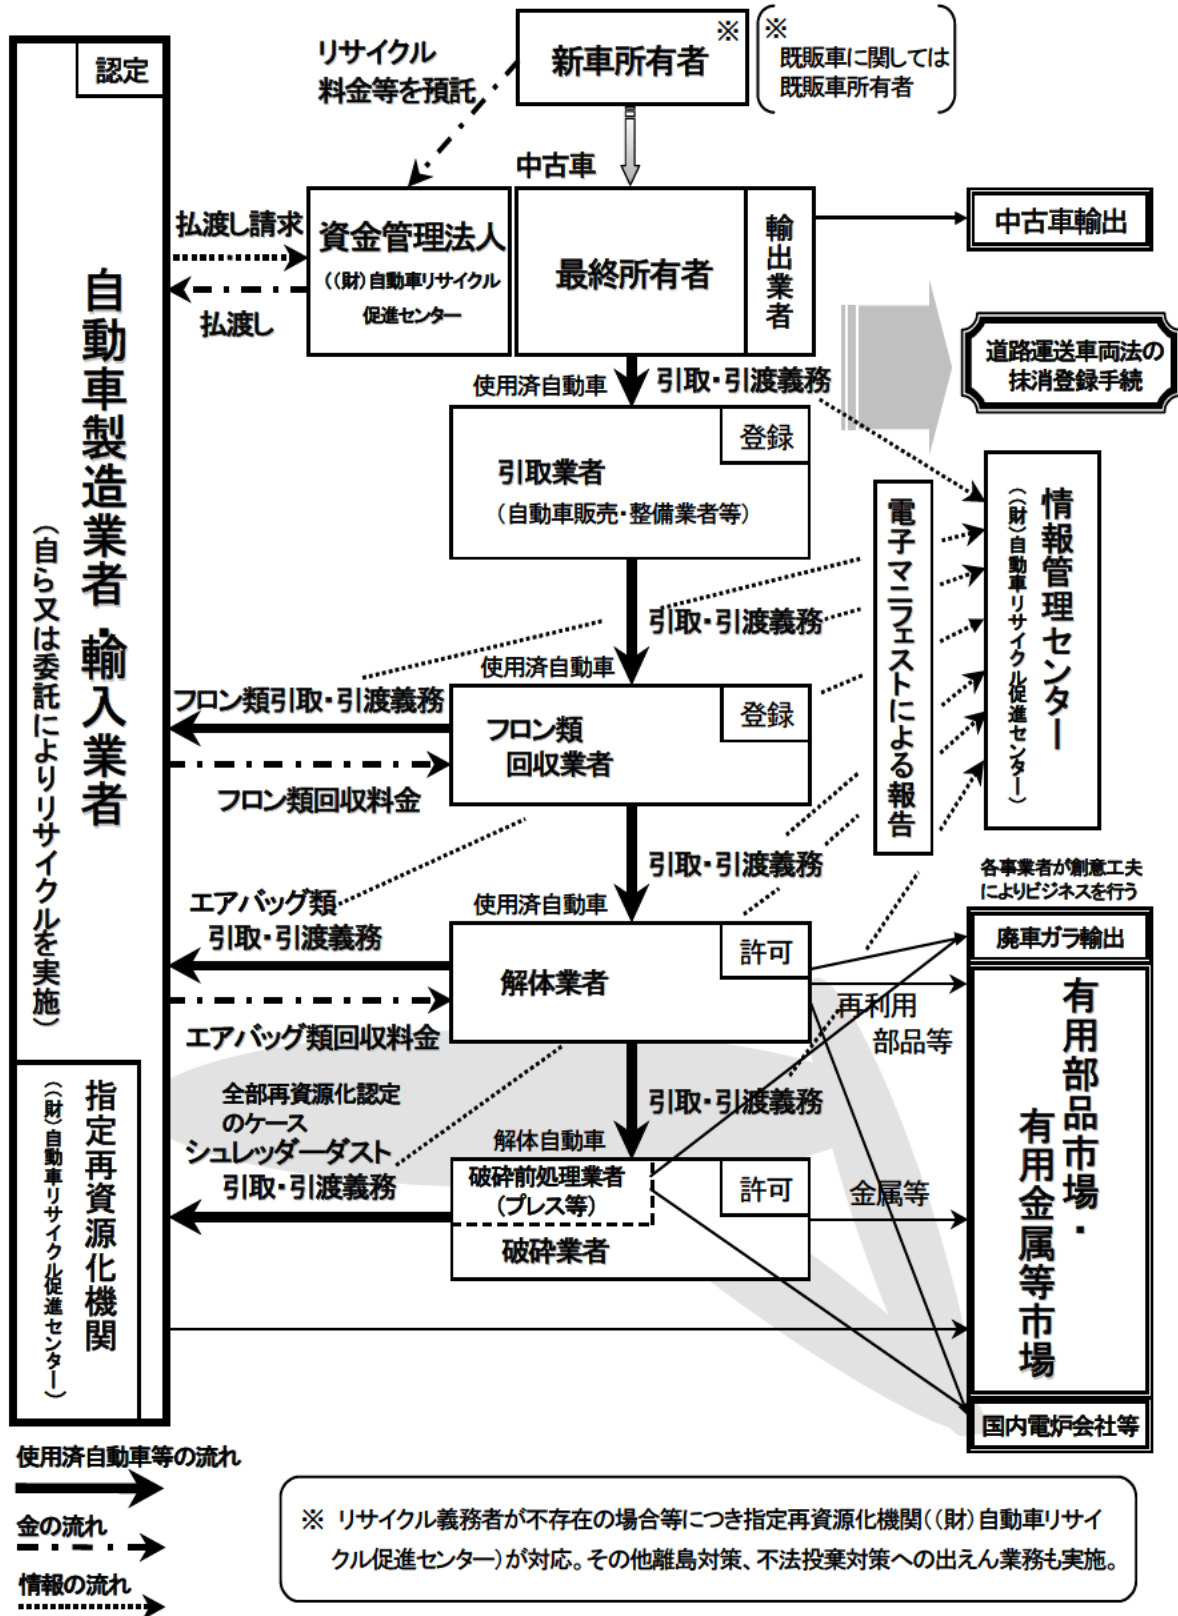 新車所有者
※
※
既販車に関しては
既販車所有者
リサイクル
料金等を預託
認定
中古車
払渡し請求
払渡し
資金管理法人
((財)自動車リサイクル
促進センター
最終所有者
輸出業者
中古車輸出
道路運送車両法の
抹消登録手続
自動車製造業者・輸入業者
(自ら又は委託によりリサイクルを実施)
使用済自動車
引取・引渡義務
登録
引取業者
(自動車販売・整備業者等)
電子マニフェストによる報告
情報管理センター
((財)自動車リサイクル促進センター)
引取・引渡義務
使用済自動車
フロン類引取・引渡義務
登録
フロン類
回収業者
フロン類回収料金
引取・引渡義務
各事業者が創意工夫
によりビジネスを行う
エアバッグ類
引取・引渡義務
使用済自動車
許可
解体業者
廃車ガラ輸出
再利用
部品等
エアバッグ類回収料金
有用部品市場・
有用金属等市場
指定再資源化機関
((財)自動車リサイクル促進センター)
全部再資源化認定
のケース
引取・引渡義務
解体自動車
シュレッダーダスト
引取・引渡義務
破砕前処理業者
(プレス等)
許可
金属等
破砕業者
国内電炉会社等
使用済自動車等の流れ
金の流れ
情報の流れ
※ リサイクル義務者が不存在の場合等につき指定再資源化機関((財)自動車リサイ
クル促進センター)が対応。その他離島対策、不法投棄対策への出えん業務も実施。